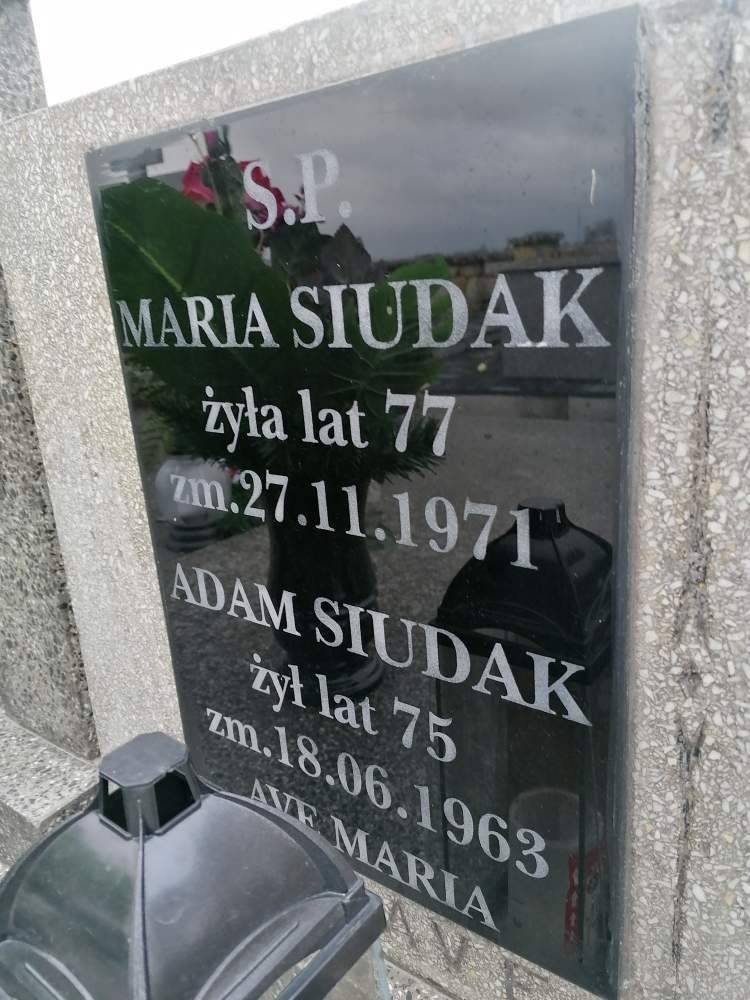 S.P.
MARIA SIUDAK
żyła lat 77
zm.27.11.1971
ADAM SIUDAK
żył lat 75
zm.18.06.1963
AVE MARIA